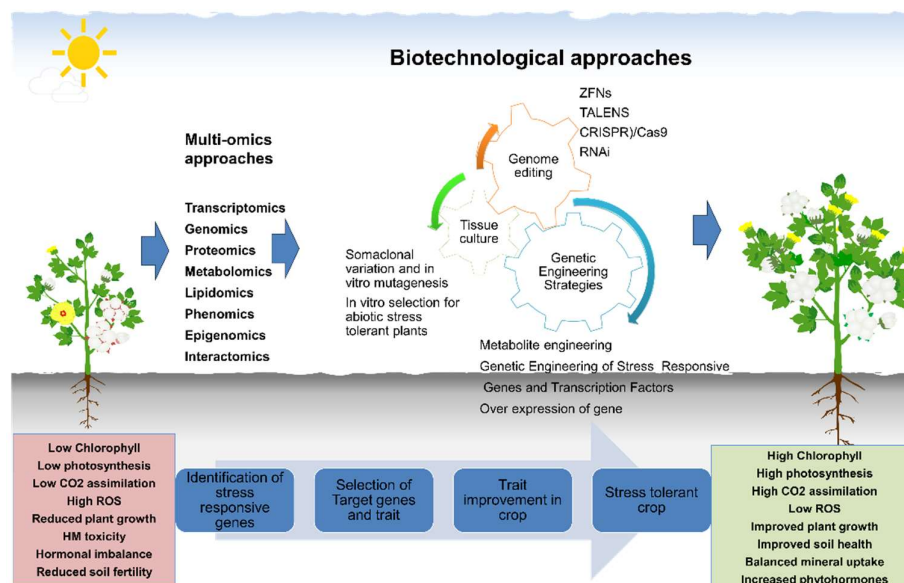 Biotechnological approaches
Multi-omics
approaches
Transcriptomics
Genomics
Proteomics
Metabolomics
Lipidomics
Phenomics
Epigenomics
Interactomics
ZFNs
TALENS
CRISPR)/Cas9
RNAi
Genome
editing
Tissue
culture
Genetic
Engineering
Strategies
Somaclonal
variation and in
vitro mutagenesis
In vitro selection for
abiotic stress
tolerant plants
Metabolite engineering
Genetic Engineering of Stress Responsive
Genes and Transcription Factors
Over expression of gene
Low Chlorophyll
Low photosynthesis
Low CO2 assimilation
High ROS
Reduced plant growth
HM toxicity
Hormonal imbalance
Reduced soil fertility
Identification of
stress
responsive
genes
Selection of
Target genes
and trait
Trait
improvement in
crop
Stress tolerant
crop
High Chlorophyll
High photosynthesis
High CO2 assimilation
Low ROS
Improved plant growth
Improved soil health
Balanced mineral uptake
Increased phytohormones